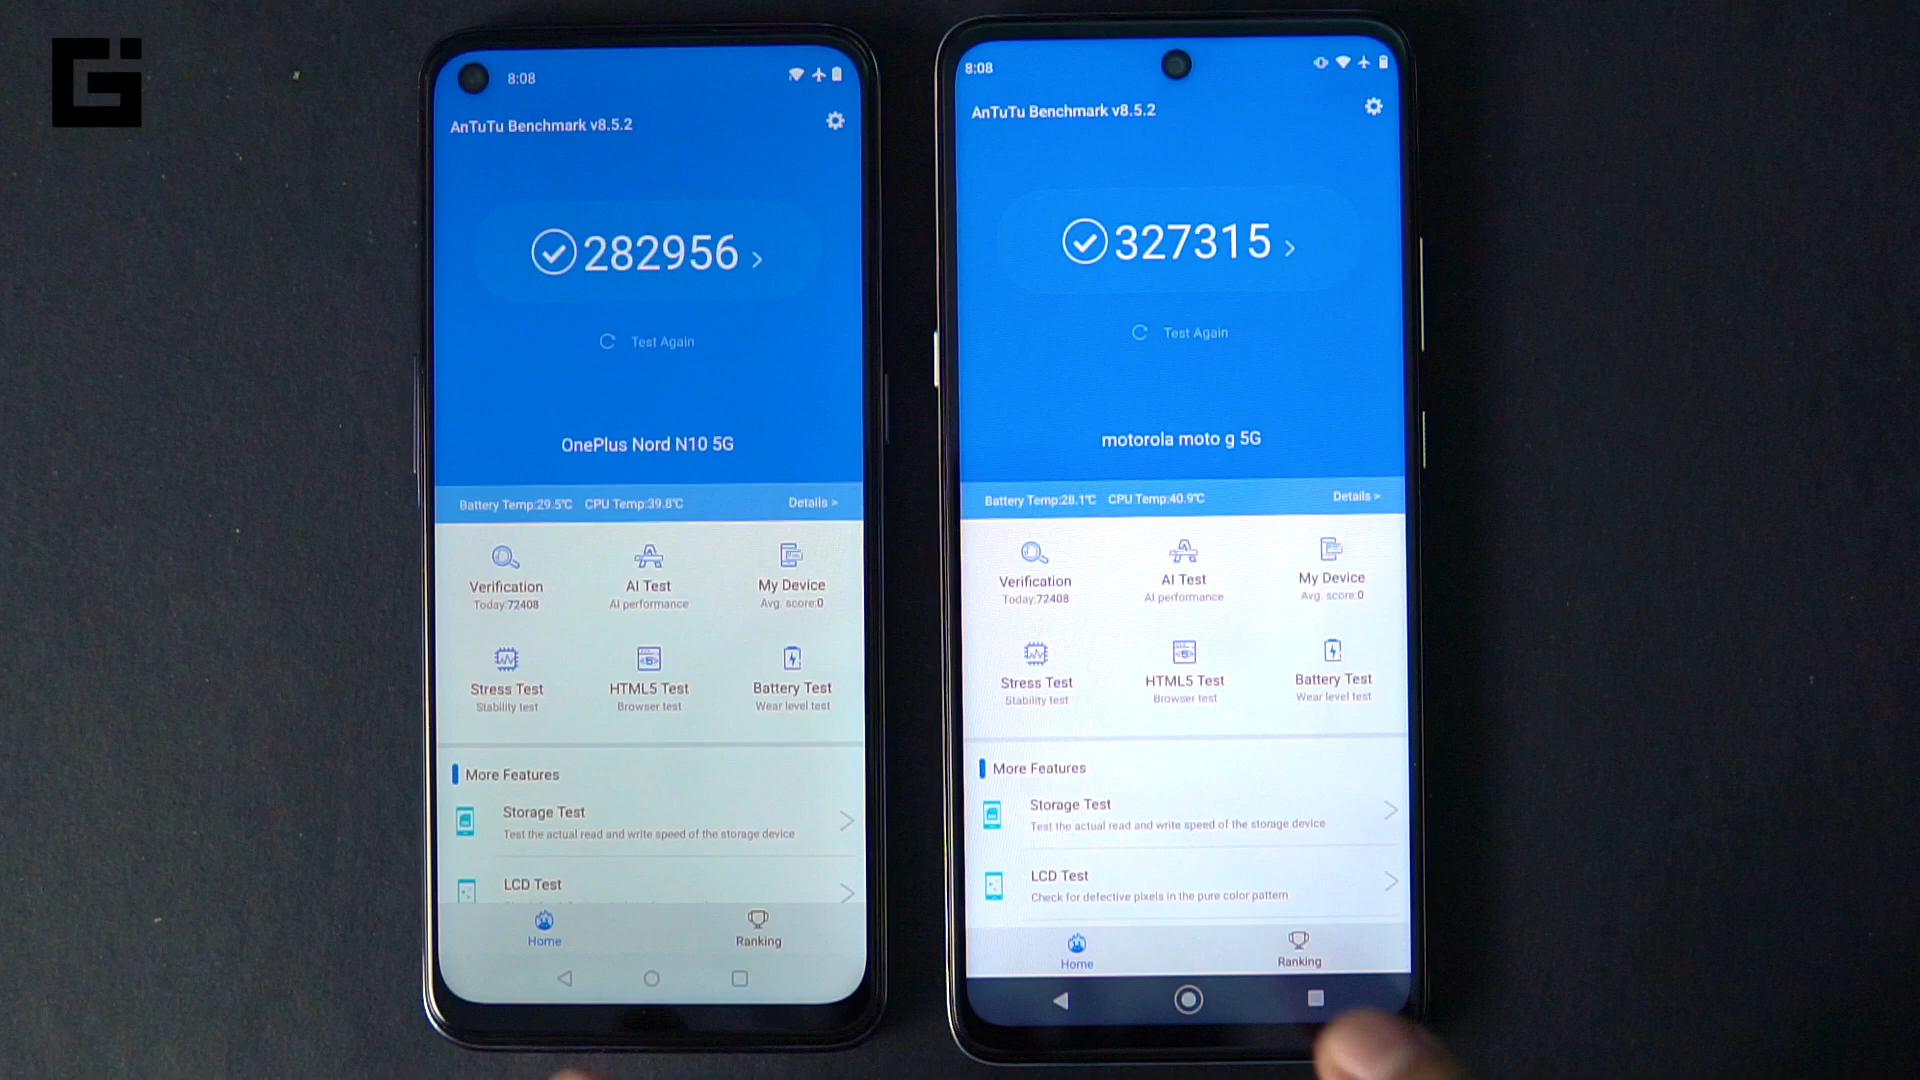 8:08
AnTuTu Benchmark v8.5.2
282956
Test Again
OnePlus Nord N10 5G
Battery Temp:29.5℃ CPU Temp:39.8℃ Details >
Verification AI Test My Device
Today:72408 AI performance Avg. score:0
Stress Test HTML5 Test Battery Test
Stability test Browser test Wear level test
More Features
Storage Test
Test the actual read and write speed of the storage device
LCD Test
Home Ranking
8:08
AnTuTu Benchmark v8.5.2
327315
Test Again
motorola moto g 5G
Battery Temp:28.1℃ CPU Temp:40.9℃ Details >
Verification AI Test My Device
Today:72408 AI performance Avg. score:0
Stress Test HTML5 Test Battery Test
Stability test Browser test Wear level test
More Features
Storage Test
Test the actual read and write speed of the storage device
LCD Test
Check for defective pixels in the pure color pattern
Home Ranking